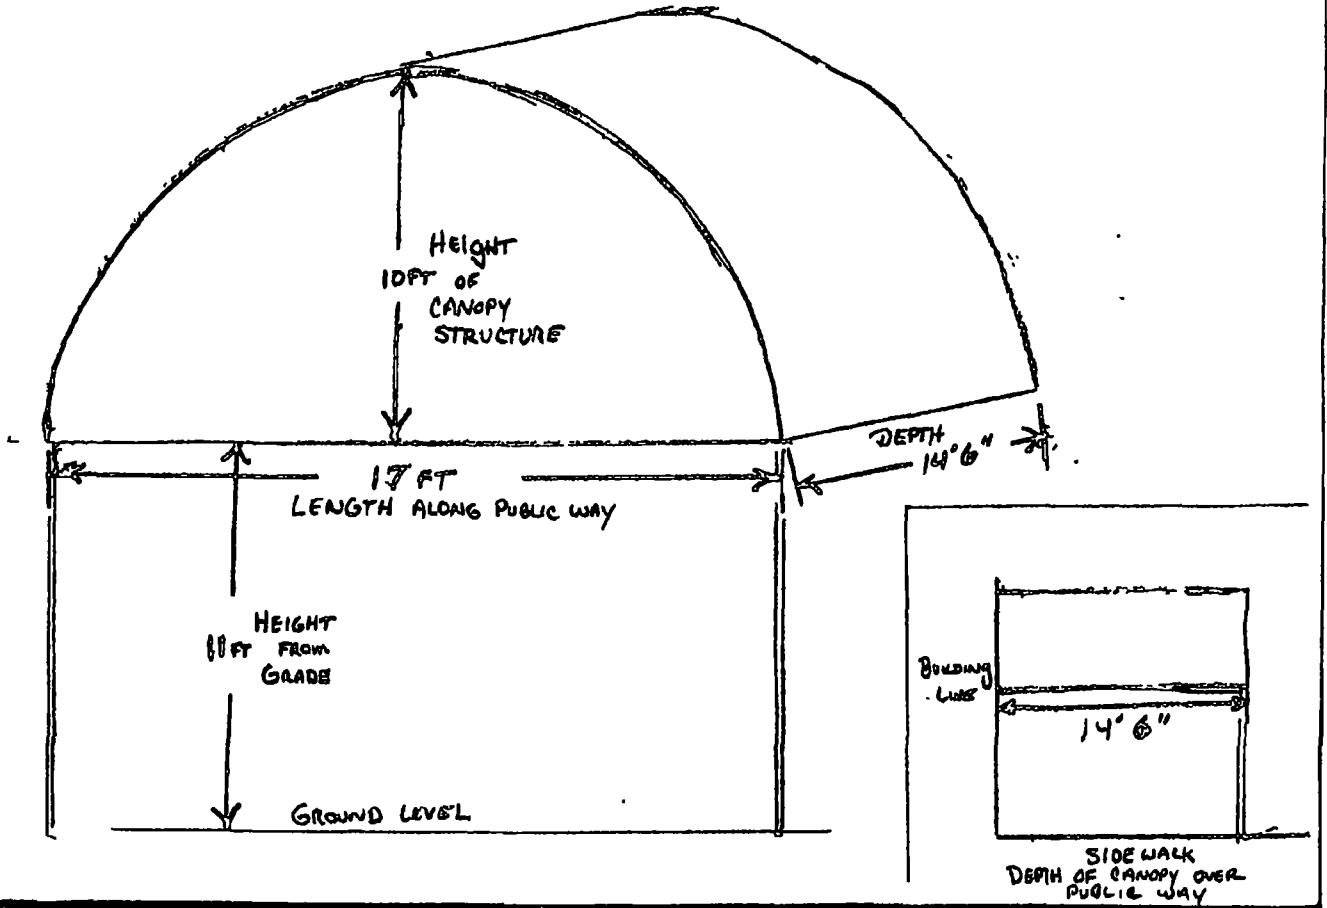 HEIGHT
10FT OF
CANOPY
STRUCTURE
DEPTH
14'6"
17 FT
LENGTH ALONG PUBLIC WAY
HEIGHT
11FT FROM
GRADE
GROUND LEVEL
BUILDING
LINE
14' 6"
SIDEWALK
DEPTH OF CANOPY OVER
PUBLIC WAY